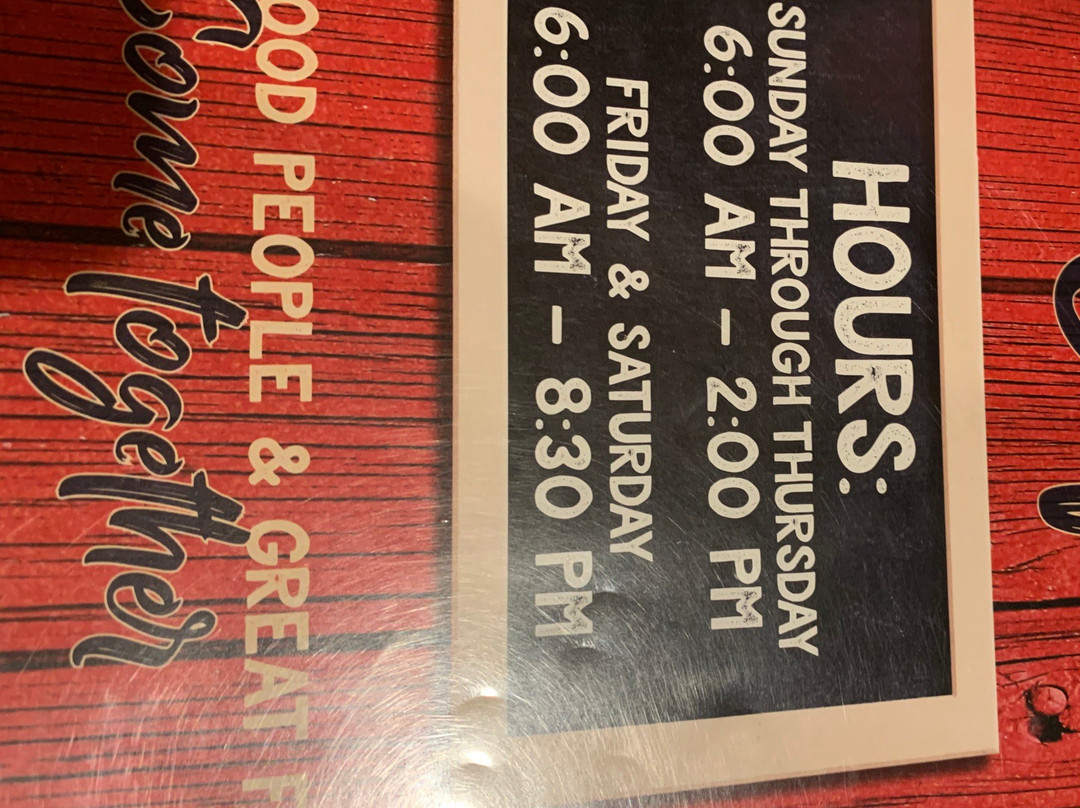 HOURS:
SUNDAY THROUGH THURSDAY
6:00 AM – 2:00 PM
FRIDAY & SATURDAY
6:00 AM – 8:30 PM
PEOPLE & GREAT
together